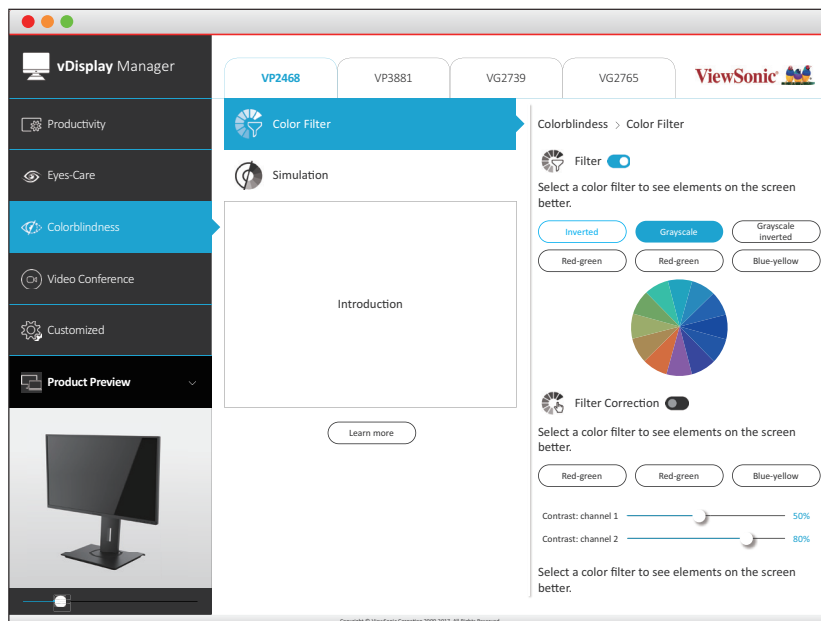 vDisplay Manager
VP2468
VP3881
VG2739
VG2765
ViewSonic
Productivity
Eyes-Care
Colorblindness
Video Conference
Customized
Product Preview
Color Filter
Simulation
Introduction
Learn more
Colorblindess > Color Filter
Filter
Select a color filter to see elements on the screen
better.
Inverted
Grayscale
Grayscale
inverted
Red-green
Red-green
Blue-yellow
Filter Correction
Select a color filter to see elements on the screen
better.
Red-green
Red-green
Blue-yellow
Contrast: channel 1
50%
Contrast: channel 2
80%
Select a color filter to see elements on the screen
better.